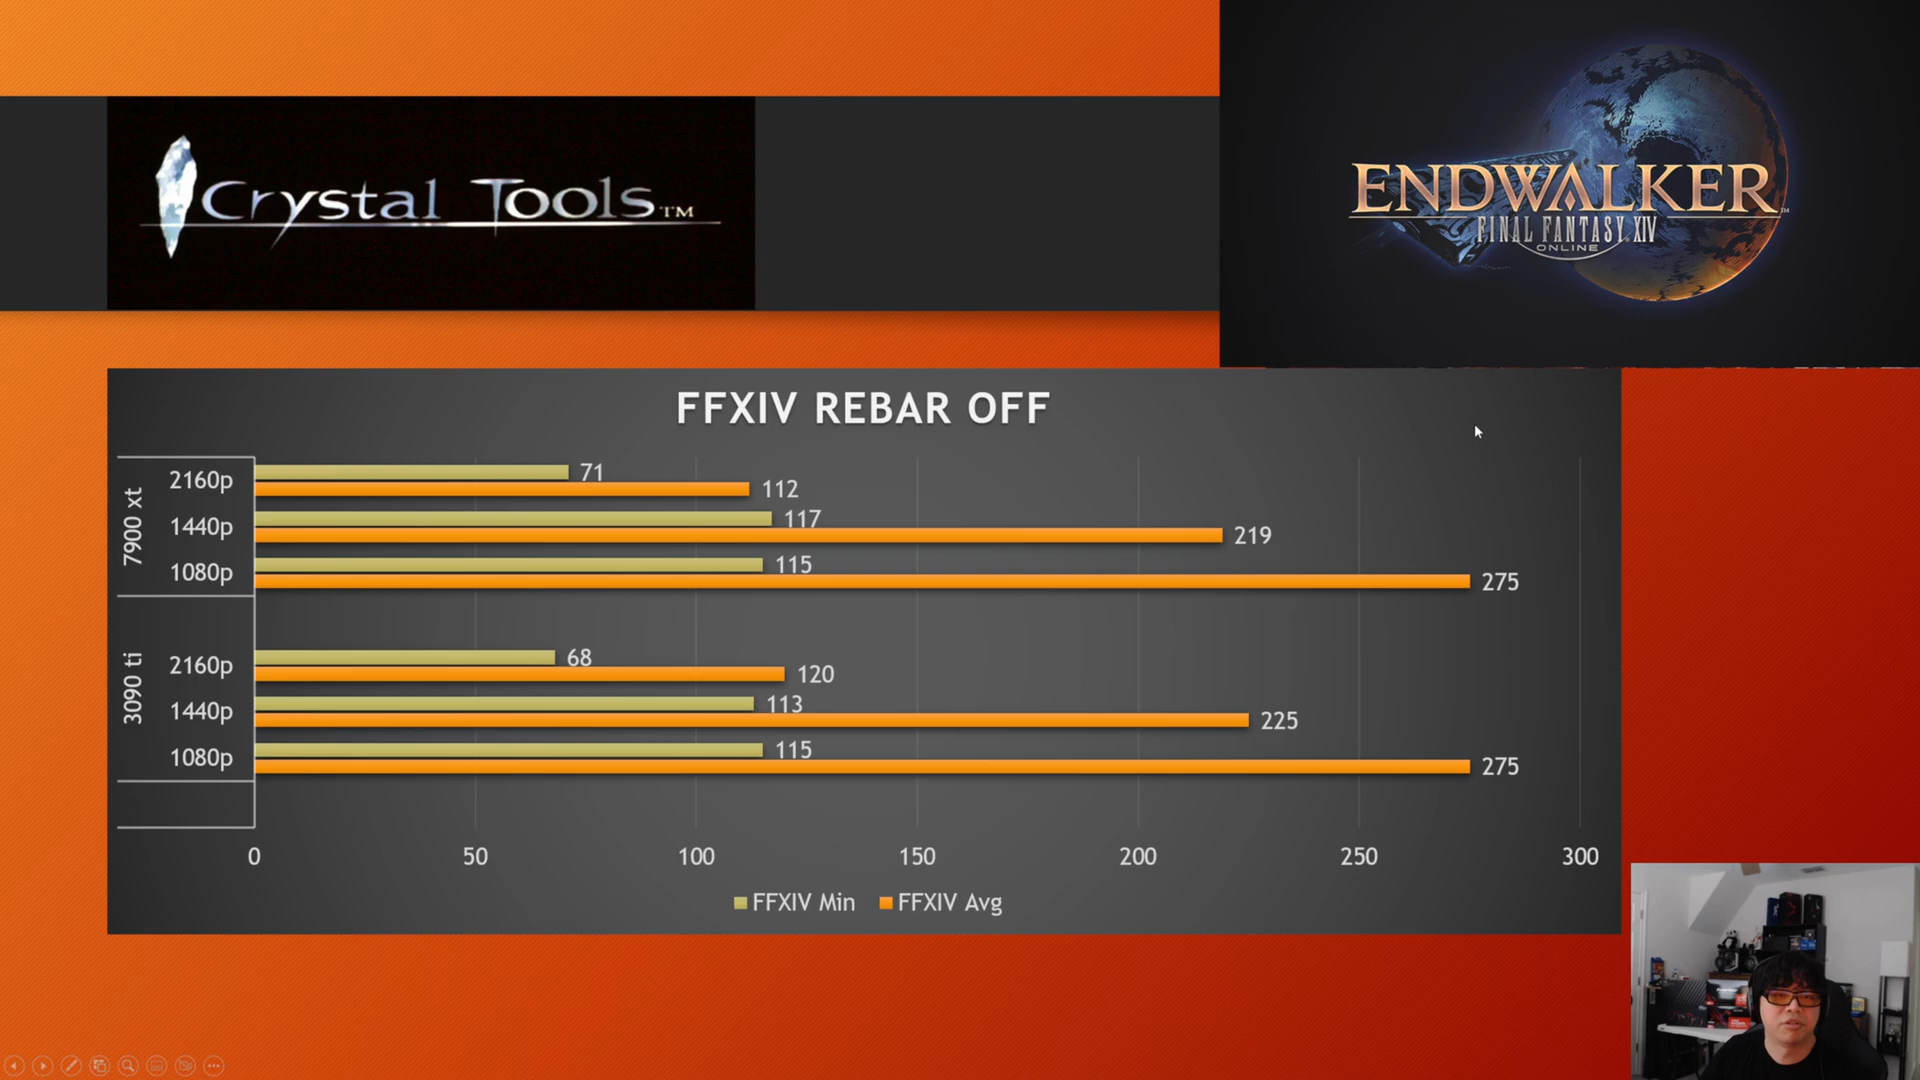 Crystal Tools™
ENDWALKER™
FINAL FANTASY XIV
ONLINE
FFXIV REBAR OFF
7900 xt
2160p
71
112
1440p
117
219
1080p
115
275
3090 ti
2160p
68
120
1440p
113
225
1080p
115
275
0 50 100 150 200 250 300
FFXIV Min FFXIV Avg